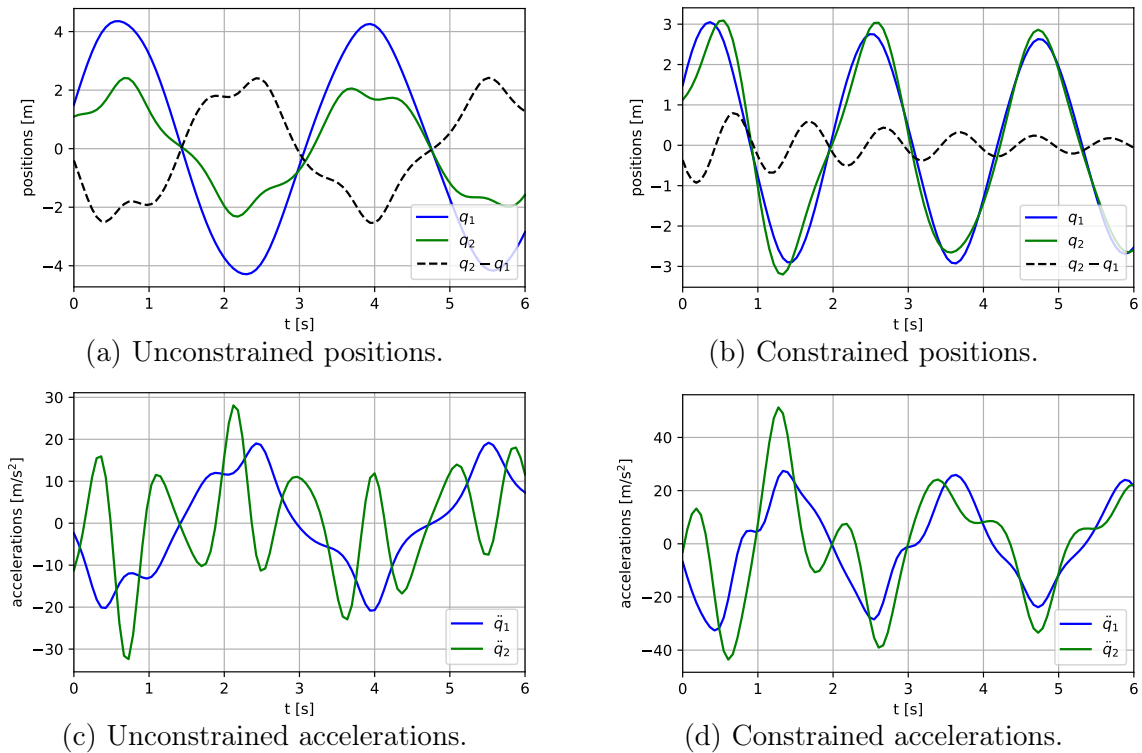 4
2
0
−2
−4
positions [m]
0 1 2 3 4 5 6
t [s]
q₁
q₂
q₂ − q₁
(a) Unconstrained positions.
3
2
1
0
−1
−2
−3
positions [m]
0 1 2 3 4 5 6
t [s]
q₁
q₂
q₂ − q₁
(b) Constrained positions.
30
20
10
0
−10
−20
−30
accelerations [m/s²]
0 1 2 3 4 5 6
t [s]
q̈₁
q̈₂
(c) Unconstrained accelerations.
40
20
0
−20
−40
accelerations [m/s²]
0 1 2 3 4 5 6
t [s]
q̈₁
q̈₂
(d) Constrained accelerations.